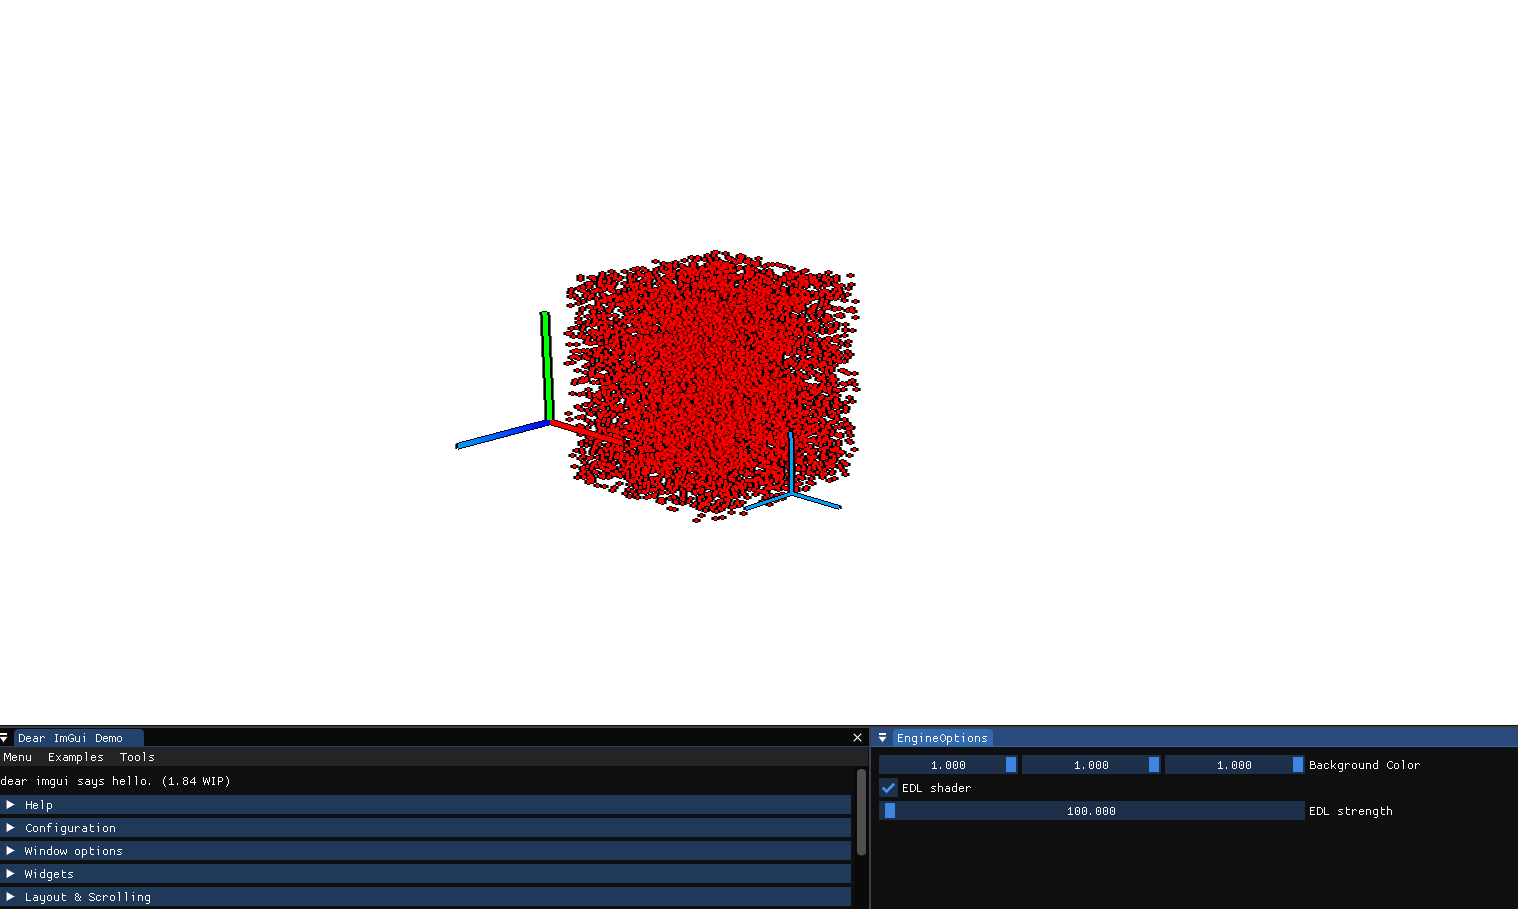 Dear ImGui Demo
Menu Examples Tools
dear imgui says hello. (1.84 WIP)
Help
Configuration
Window options
Widgets
Layout & Scrolling
EngineOptions
1.000 1.000 1.000 Background Color
EDL shader
100.000 EDL strength